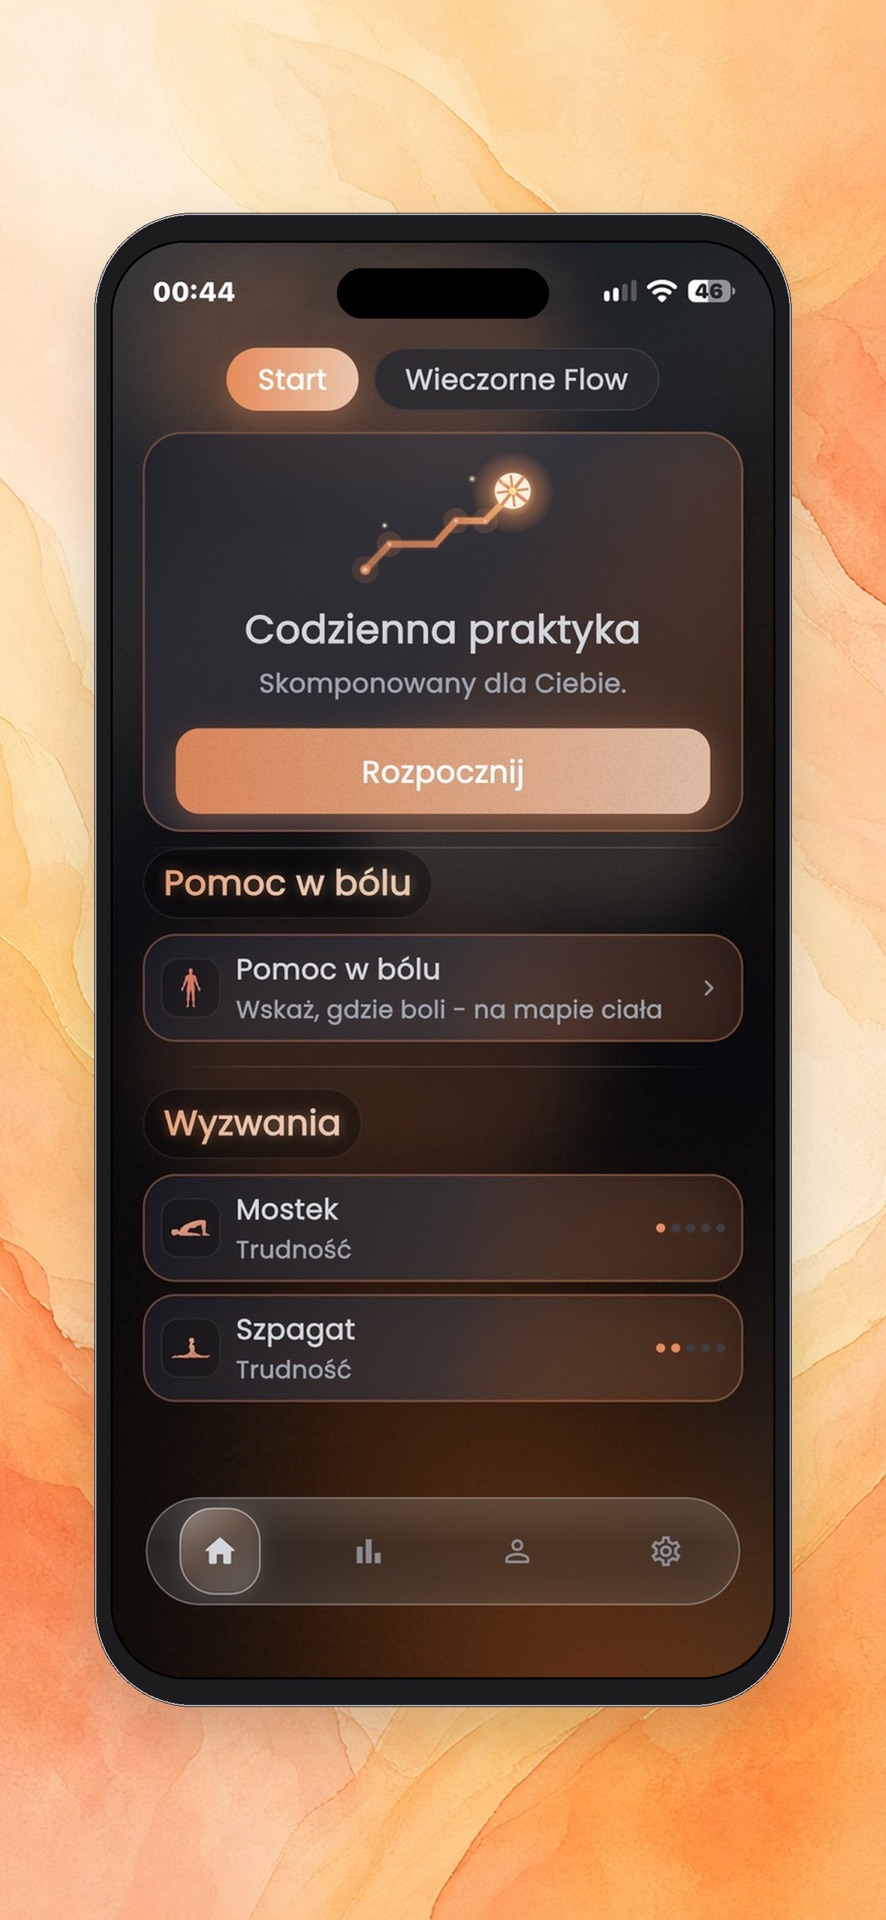 00:44
46
Start
Wieczorne Flow
Codzienna praktyka
Skomponowany dla Ciebie.
Rozpocznij
Pomoc w bólu
Pomoc w bólu
Wskaż, gdzie boli - na mapie ciała
Wyzwania
Mostek
Trudność
Szpagat
Trudność